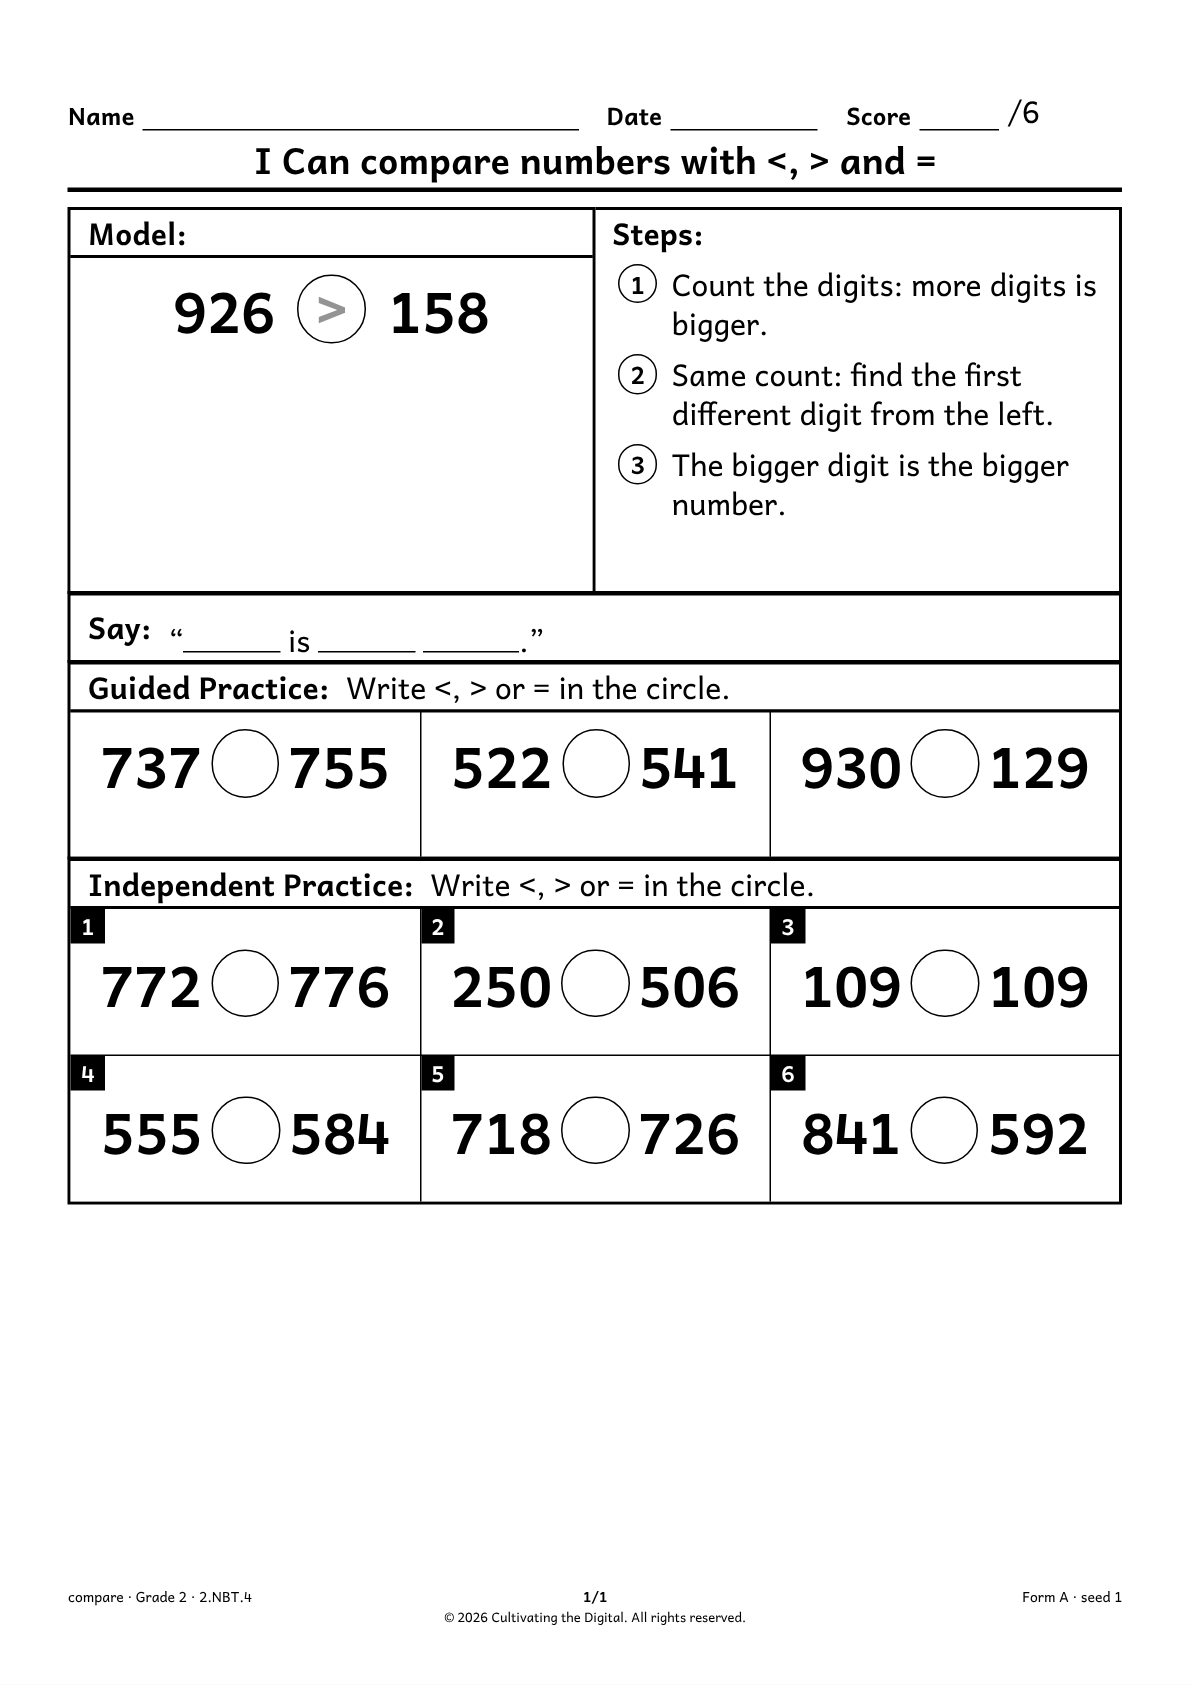 Name Date Score /6
I Can compare numbers with <, > and =
Model:
926 > 158
Steps:
1 Count the digits: more digits is
bigger.
2 Same count: find the first
different digit from the left.
3 The bigger digit is the bigger
number.
Say: “______ is ______ ______.”
Guided Practice: Write <, > or = in the circle.
737 755 522 541 930 129
Independent Practice: Write <, > or = in the circle.
1 2 3
772 776 250 506 109 109
4 5 6
555 584 718 726 841 592
compare · Grade 2 · 2.NBT.4 1/1 Form A · seed 1
© 2026 Cultivating the Digital. All rights reserved.